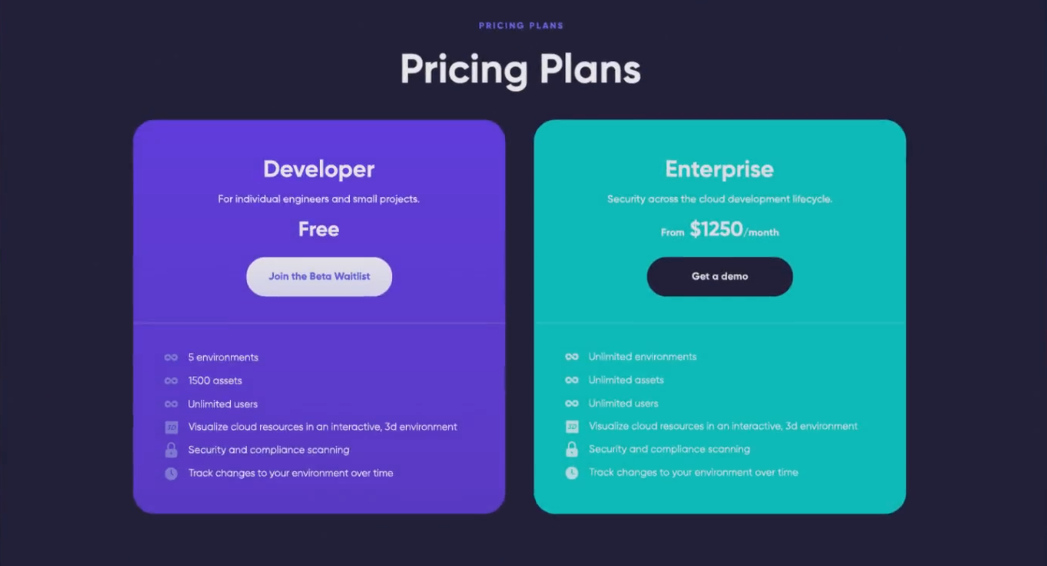 PRICING PLANS
Pricing Plans
Developer
For individual engineers and small projects.
Free
Join the Beta Waitlist
5 environments
1500 assets
Unlimited users
Visualize cloud resources in an interactive, 3d environment
Security and compliance scanning
Track changes to your environment over time
Enterprise
Security across the cloud development lifecycle.
From $1250/month
Get a demo
Unlimited environments
Unlimited assets
Unlimited users
Visualize cloud resources in an interactive, 3d environment
Security and compliance scanning
Track changes to your environment over time